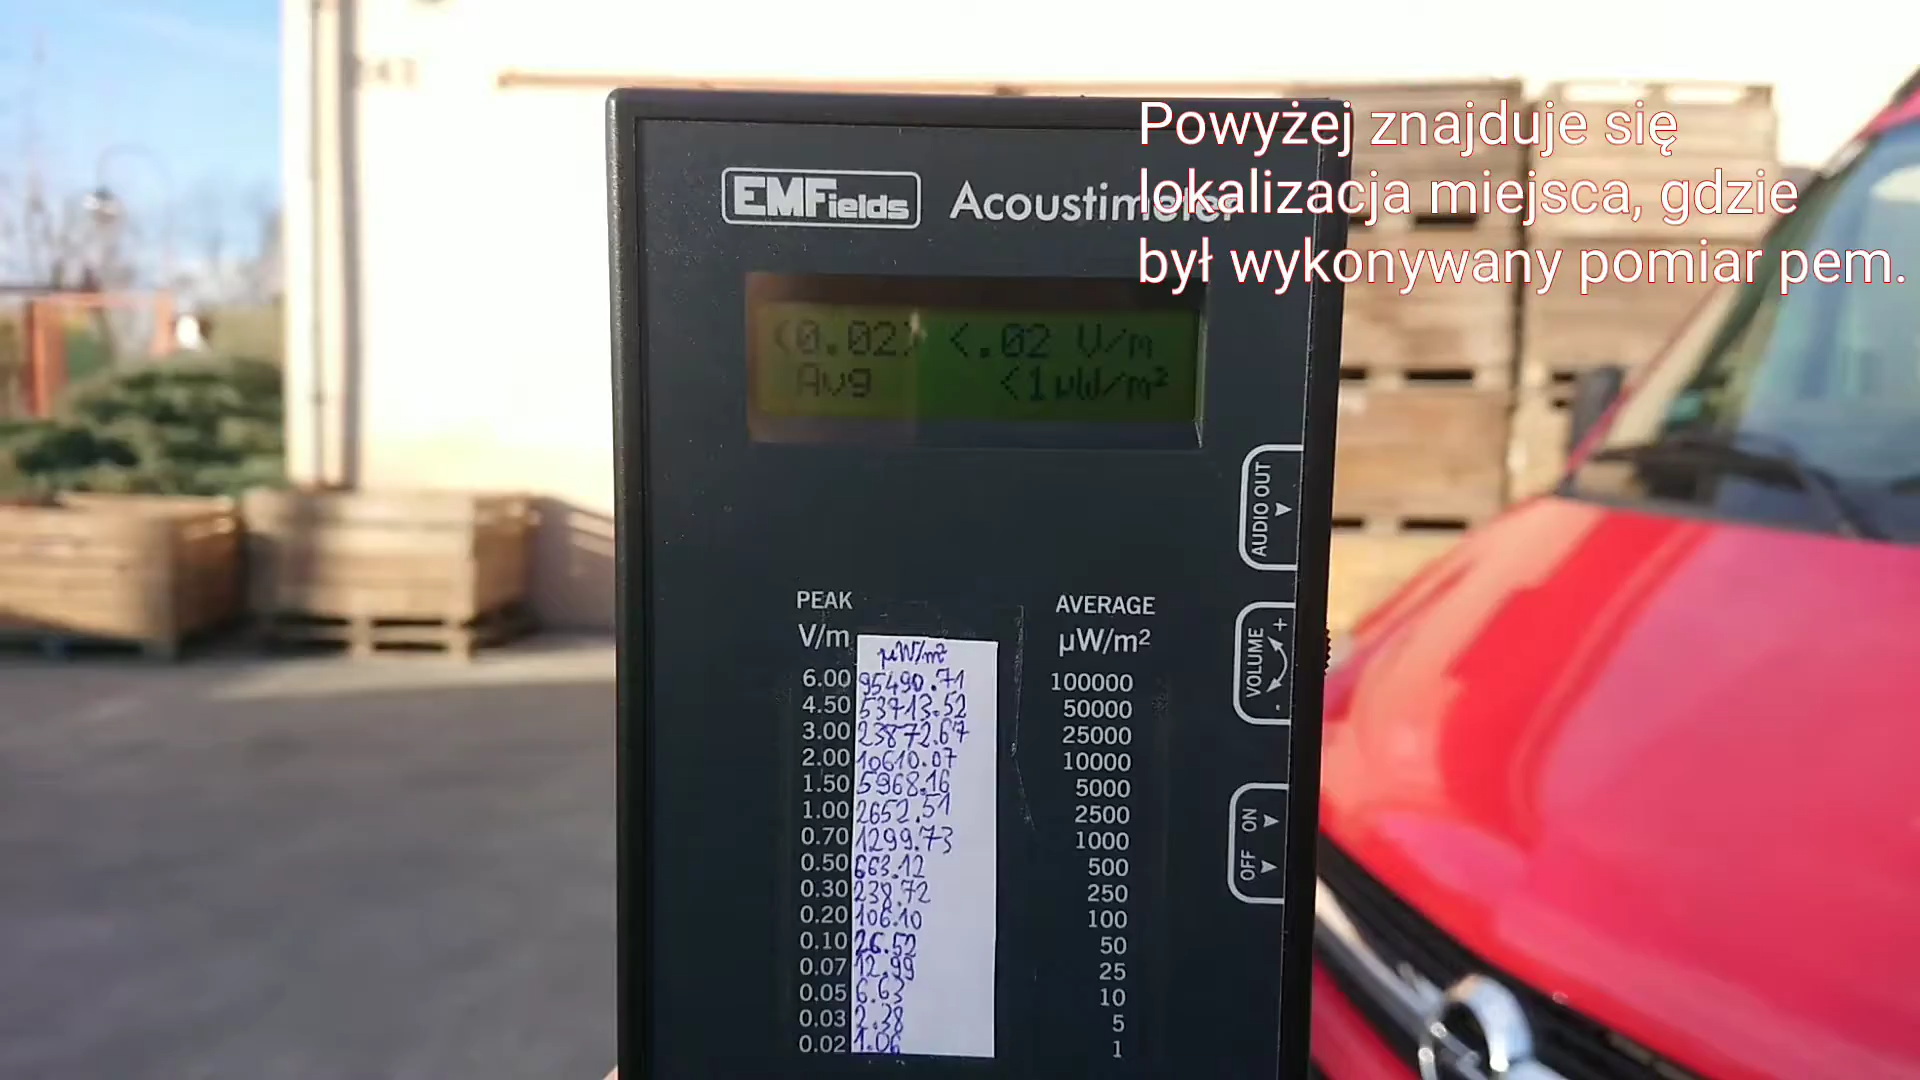 Powyżej znajduje się
lokalizacja miejsca, gdzie
był wykonywany pomiar pem.
EMFields Acoustimeter
(0.02) <.02 V/m
Avg <1µW/m²
AUDIO OUT
VOLUME + -
OFF ON
PEAK AVERAGE
V/m µW/m² µW/m²
6.00 95490.71 100000
4.50 53713.52 50000
3.00 23872.67 25000
2.00 10610.07 10000
1.50 5968.16 5000
1.00 2652.51 2500
0.70 1299.73 1000
0.50 663.12 500
0.30 238.72 250
0.20 106.10 100
0.10 26.52 50
0.07 12.99 25
0.05 6.63 10
0.03 2.38 5
0.02 1.06 1